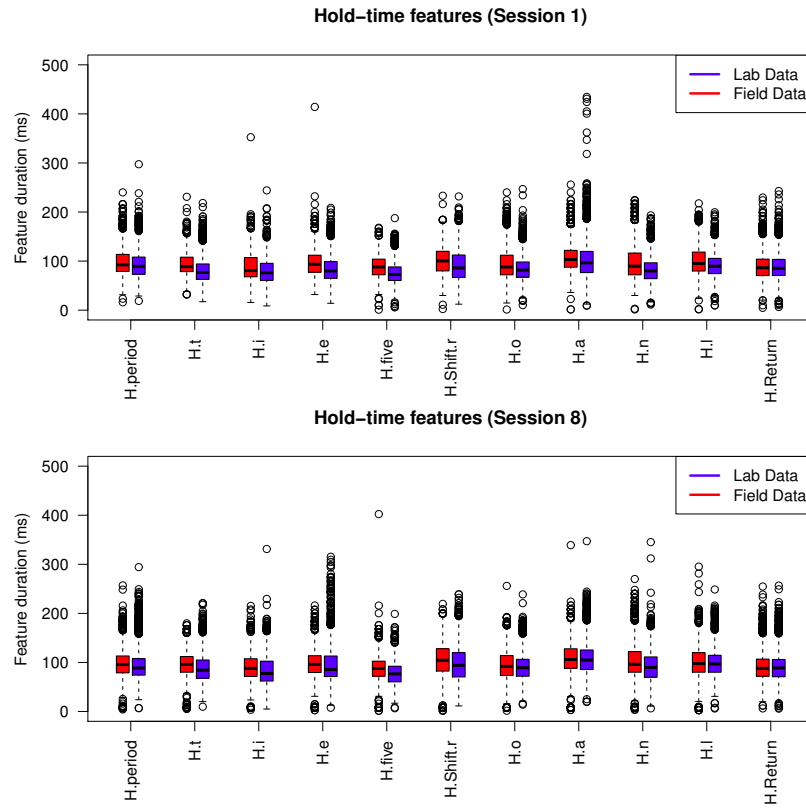 Hold−time features (Session 1)
Feature duration (ms)
500
400
300
200
100
0
Lab Data
Field Data
H.period
H.t
H.i
H.e
H.five
H.Shift.r
H.o
H.a
H.n
H.l
H.Return
Hold−time features (Session 8)
Feature duration (ms)
500
400
300
200
100
0
Lab Data
Field Data
H.period
H.t
H.i
H.e
H.five
H.Shift.r
H.o
H.a
H.n
H.l
H.Return